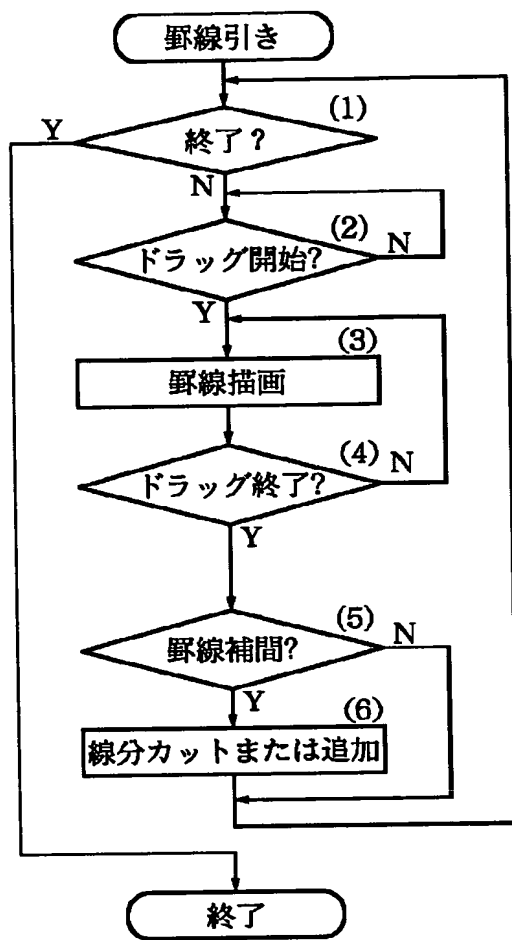 罫線引き
(1)
Y
終了？
N
(2)
ドラッグ開始?
N
Y
(3)
罫線描画
(4)
ドラッグ終了?
N
Y
(5)
罫線補間?
N
Y
(6)
線分カットまたは追加
終了